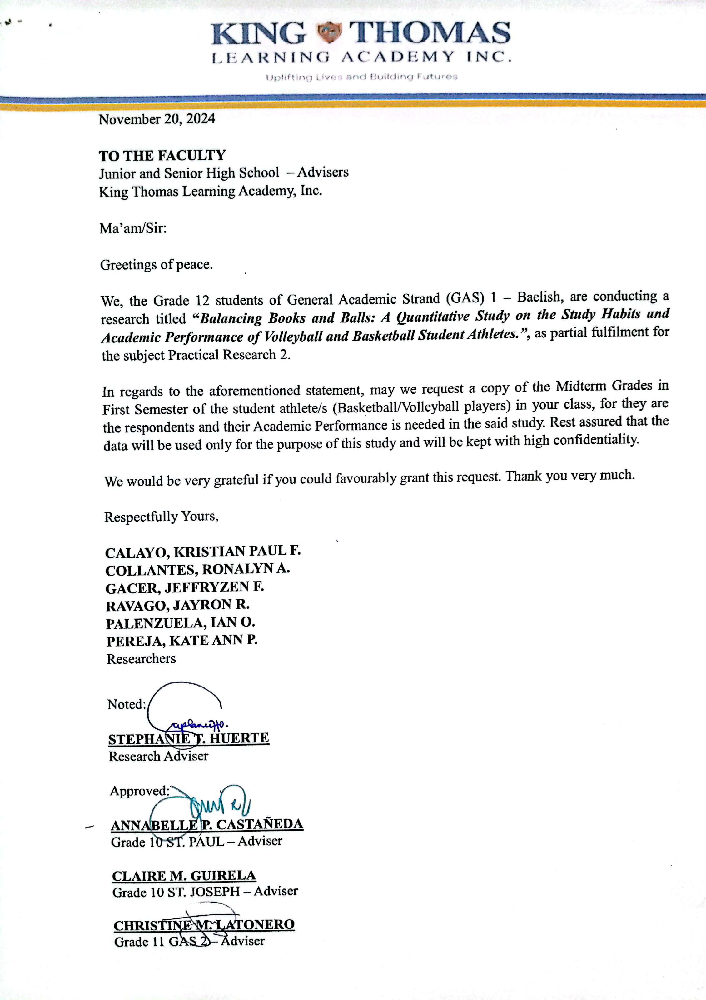 KING THOMAS
LEARNING ACADEMY INC.
Uplifting Lives and Building Futures
November 20, 2024
TO THE FACULTY
Junior and Senior High School – Advisers
King Thomas Learning Academy, Inc.
Ma'am/Sir:
Greetings of peace.
We, the Grade 12 students of General Academic Strand (GAS) 1 – Baelish, are conducting a
research titled “Balancing Books and Balls: A Quantitative Study on the Study Habits and
Academic Performance of Volleyball and Basketball Student Athletes.”, as partial fulfilment for
the subject Practical Research 2.
In regards to the aforementioned statement, may we request a copy of the Midterm Grades in
First Semester of the student athlete/s (Basketball/Volleyball players) in your class, for they are
the respondents and their Academic Performance is needed in the said study. Rest assured that the
data will be used only for the purpose of this study and will be kept with high confidentiality.
We would be very grateful if you could favourably grant this request. Thank you very much.
Respectfully Yours,
CALAYO, KRISTIAN PAUL F.
COLLANTES, RONALYN A.
GACER, JEFFRYZEN F.
RAVAGO, JAYRON R.
PALENZUELA, IAN O.
PEREJA, KATE ANN P.
Researchers
Noted:
STEPHANIE T. HUERTE
Research Adviser
Approved:
ANNABELLE P. CASTAÑEDA
Grade 10 ST. PAUL – Adviser
CLAIRE M. GUIRELA
Grade 10 ST. JOSEPH – Adviser
CHRISTINE M. LATONERO
Grade 11 GAS 2 – Adviser